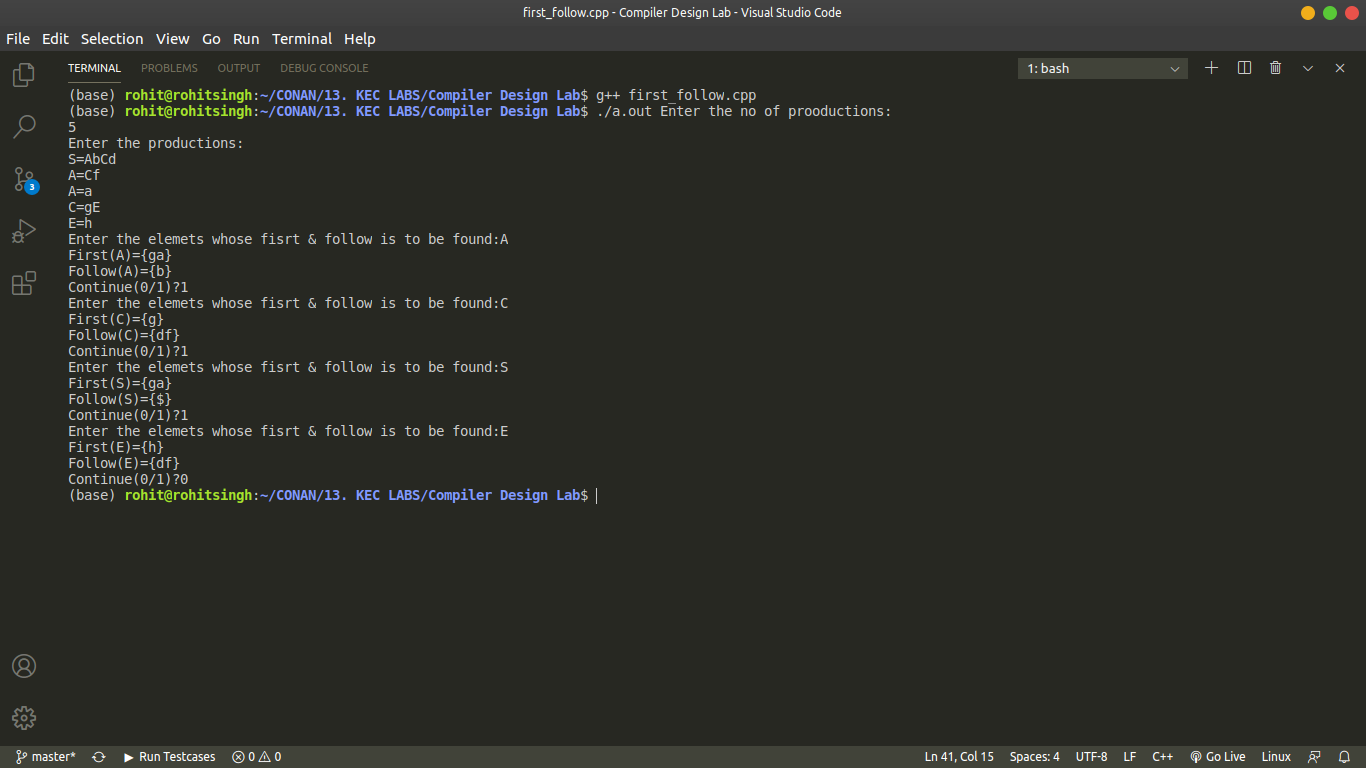 first_follow.cpp - Compiler Design Lab - Visual Studio Code
File Edit Selection View Go Run Terminal Help
TERMINAL PROBLEMS OUTPUT DEBUG CONSOLE 1: bash
(base) rohit@rohitsingh:~/CONAN/13. KEC LABS/Compiler Design Lab$ g++ first_follow.cpp
(base) rohit@rohitsingh:~/CONAN/13. KEC LABS/Compiler Design Lab$ ./a.out Enter the no of prooductions:
5
Enter the productions:
S=AbCd
A=Cf
A=a
C=gE
E=h
Enter the elemets whose fisrt & follow is to be found:A
First(A)={ga}
Follow(A)={b}
Continue(0/1)?1
Enter the elemets whose fisrt & follow is to be found:C
First(C)={g}
Follow(C)={df}
Continue(0/1)?1
Enter the elemets whose fisrt & follow is to be found:S
First(S)={ga}
Follow(S)={$}
Continue(0/1)?1
Enter the elemets whose fisrt & follow is to be found:E
First(E)={h}
Follow(E)={df}
Continue(0/1)?0
(base) rohit@rohitsingh:~/CONAN/13. KEC LABS/Compiler Design Lab$
3
master* Run Testcases 0 0 Ln 41, Col 15 Spaces: 4 UTF-8 LF C++ Go Live Linux